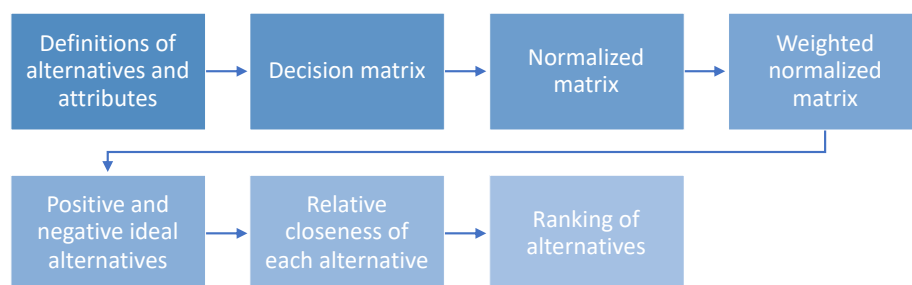 Definitions of
alternatives and
attributes
Decision matrix
Normalized
matrix
Weighted
normalized
matrix
Positive and
negative ideal
alternatives
Relative
closeness of
each alternative
Ranking of
alternatives